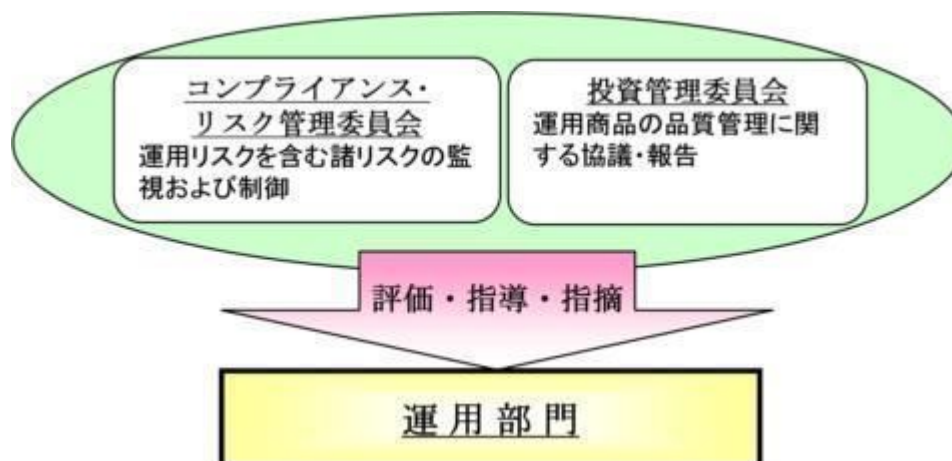 コンプライアンス・
リスク管理委員会
運用リスクを含む諸リスクの監
視および制御
投資管理委員会
運用商品の品質管理に関
する協議・報告
評価・指導・指摘
運用部門